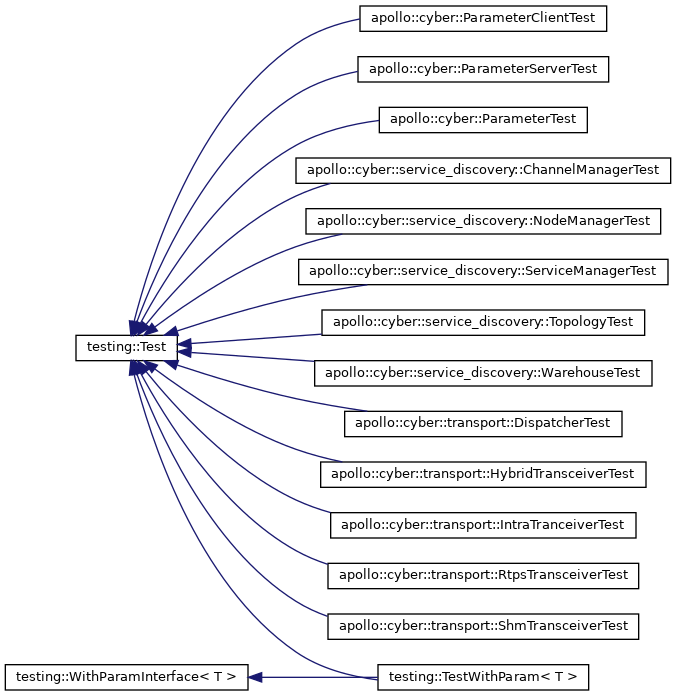 apollo::cyber::ParameterClientTest
apollo::cyber::ParameterServerTest
apollo::cyber::ParameterTest
apollo::cyber::service_discovery::ChannelManagerTest
apollo::cyber::service_discovery::NodeManagerTest
apollo::cyber::service_discovery::ServiceManagerTest
apollo::cyber::service_discovery::TopologyTest
testing::Test
apollo::cyber::service_discovery::WarehouseTest
apollo::cyber::transport::DispatcherTest
apollo::cyber::transport::HybridTransceiverTest
apollo::cyber::transport::IntraTranceiverTest
apollo::cyber::transport::RtpsTransceiverTest
apollo::cyber::transport::ShmTransceiverTest
testing::WithParamInterface< T >
testing::TestWithParam< T >